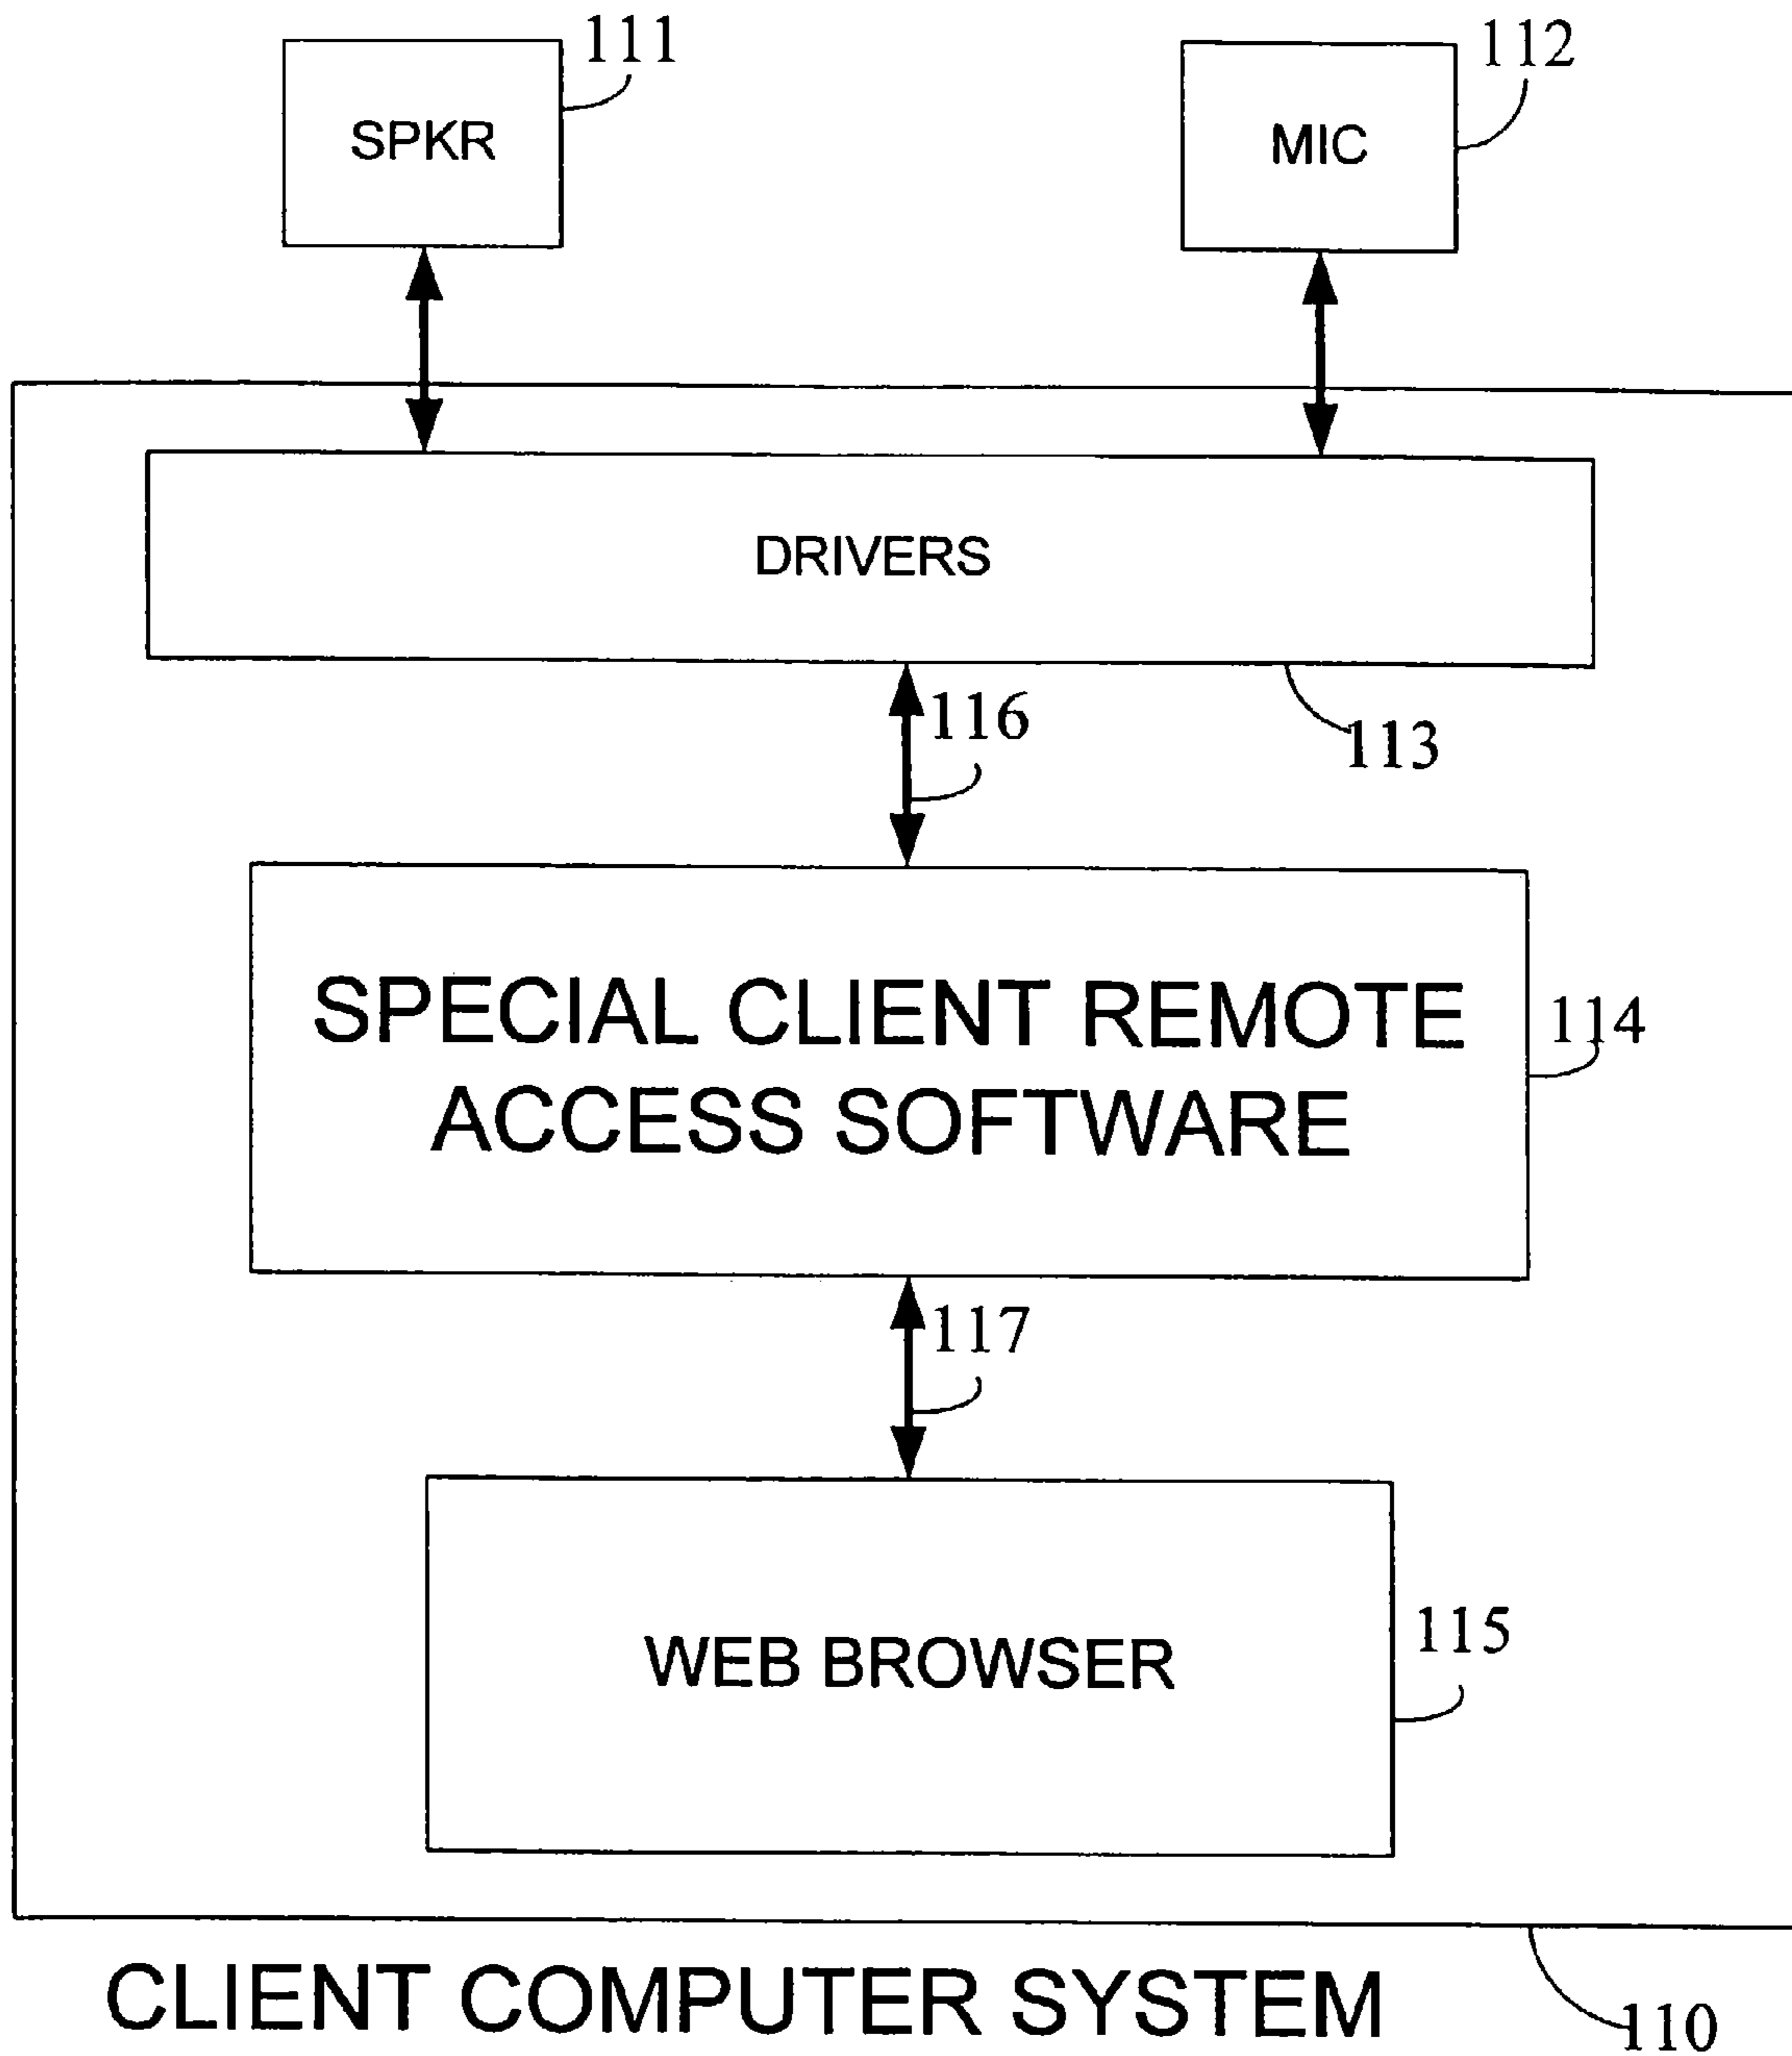 111
112
SPKR
MIC
DRIVERS
116
113
SPECIAL CLIENT REMOTE
ACCESS SOFTWARE
114
117
WEB BROWSER
115
CLIENT COMPUTER SYSTEM
110